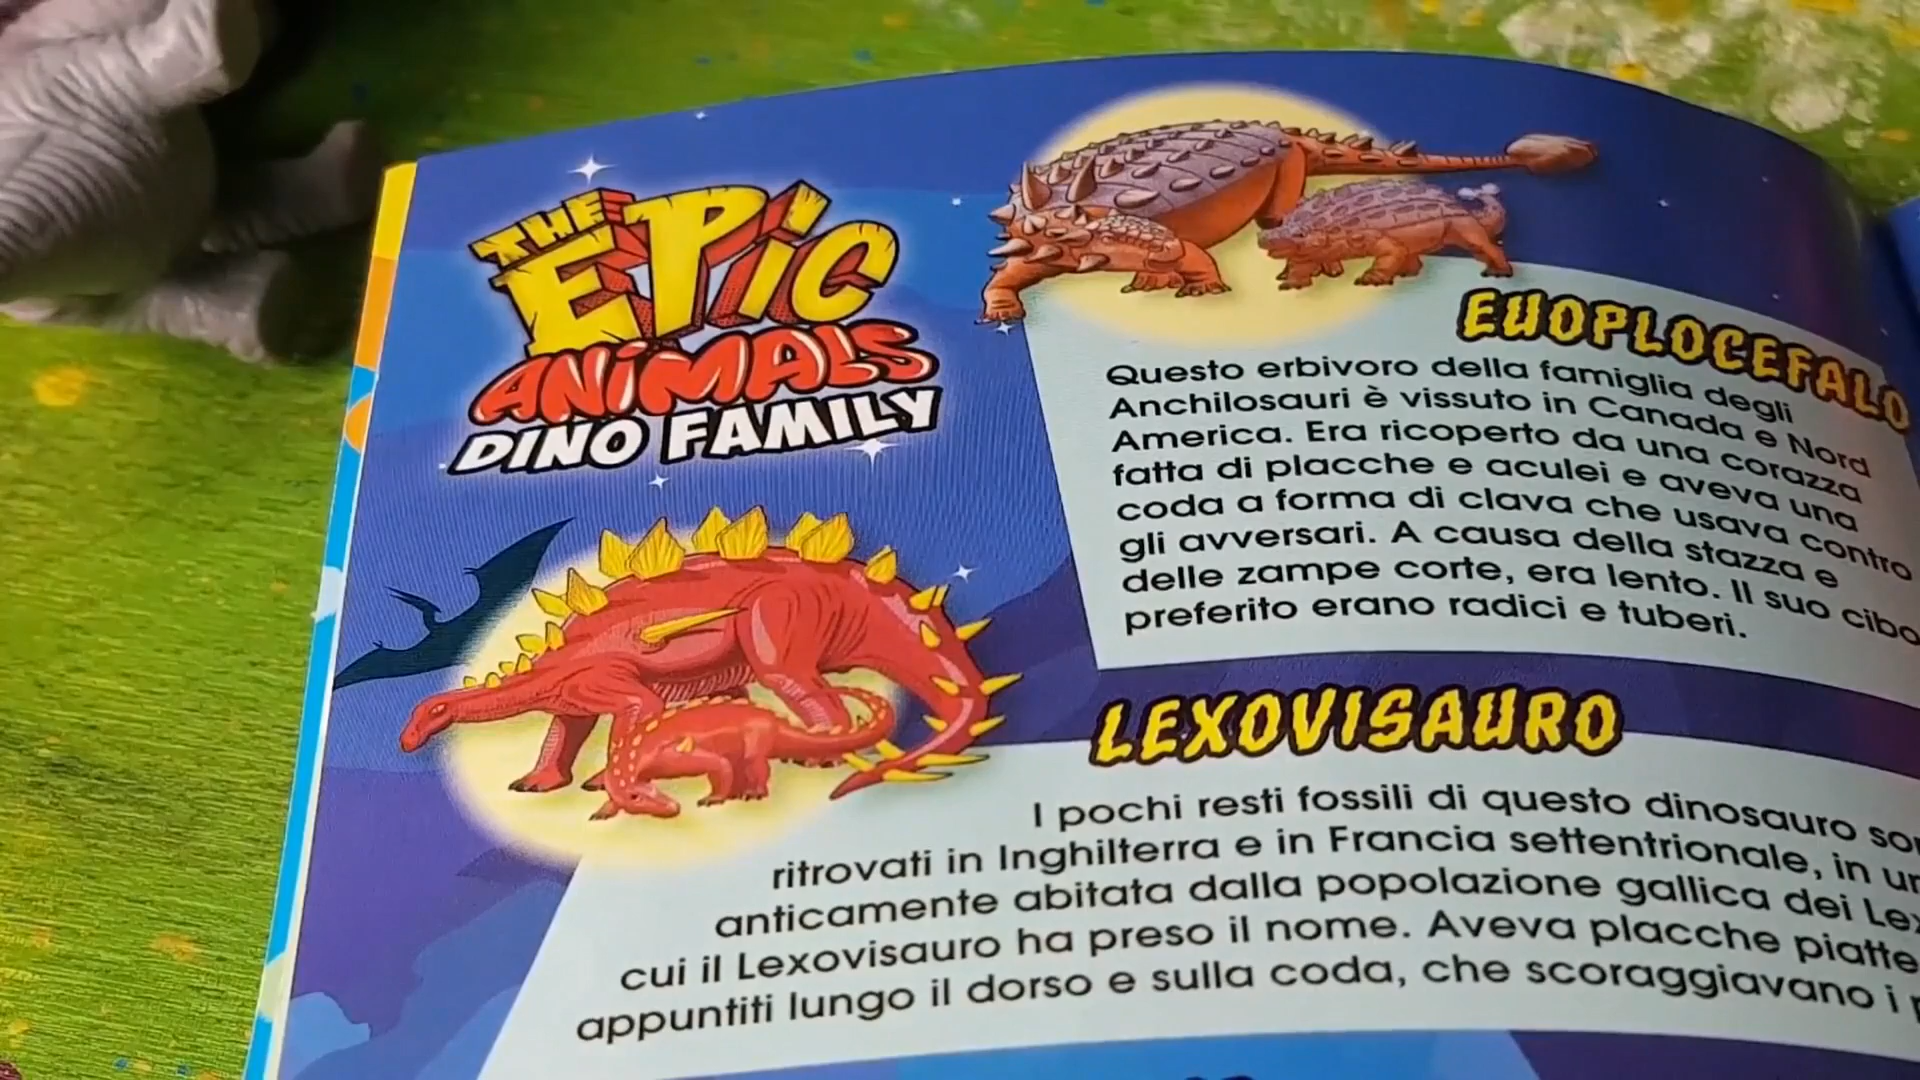 THE
EPIC
ANIMALS
DINO FAMILY
EUOPLOCEFALO
Questo erbivoro della famiglia degli
Anchilosauri è vissuto in Canada e Nord
America. Era ricoperto da una corazza
fatta di placche e aculei e aveva una
coda a forma di clava che usava contro
gli avversari. A causa della stazza e
delle zampe corte, era lento. Il suo cibo
preferito erano radici e tuberi.
LEXOVISAURO
I pochi resti fossili di questo dinosauro
ritrovati in Inghilterra e in Francia settentrionale, in
anticamente abitata dalla popolazione gallica dei
cui il Lexovisauro ha preso il nome. Aveva placche piatte
appuntiti lungo il dorso e sulla coda, che scoraggiavano i